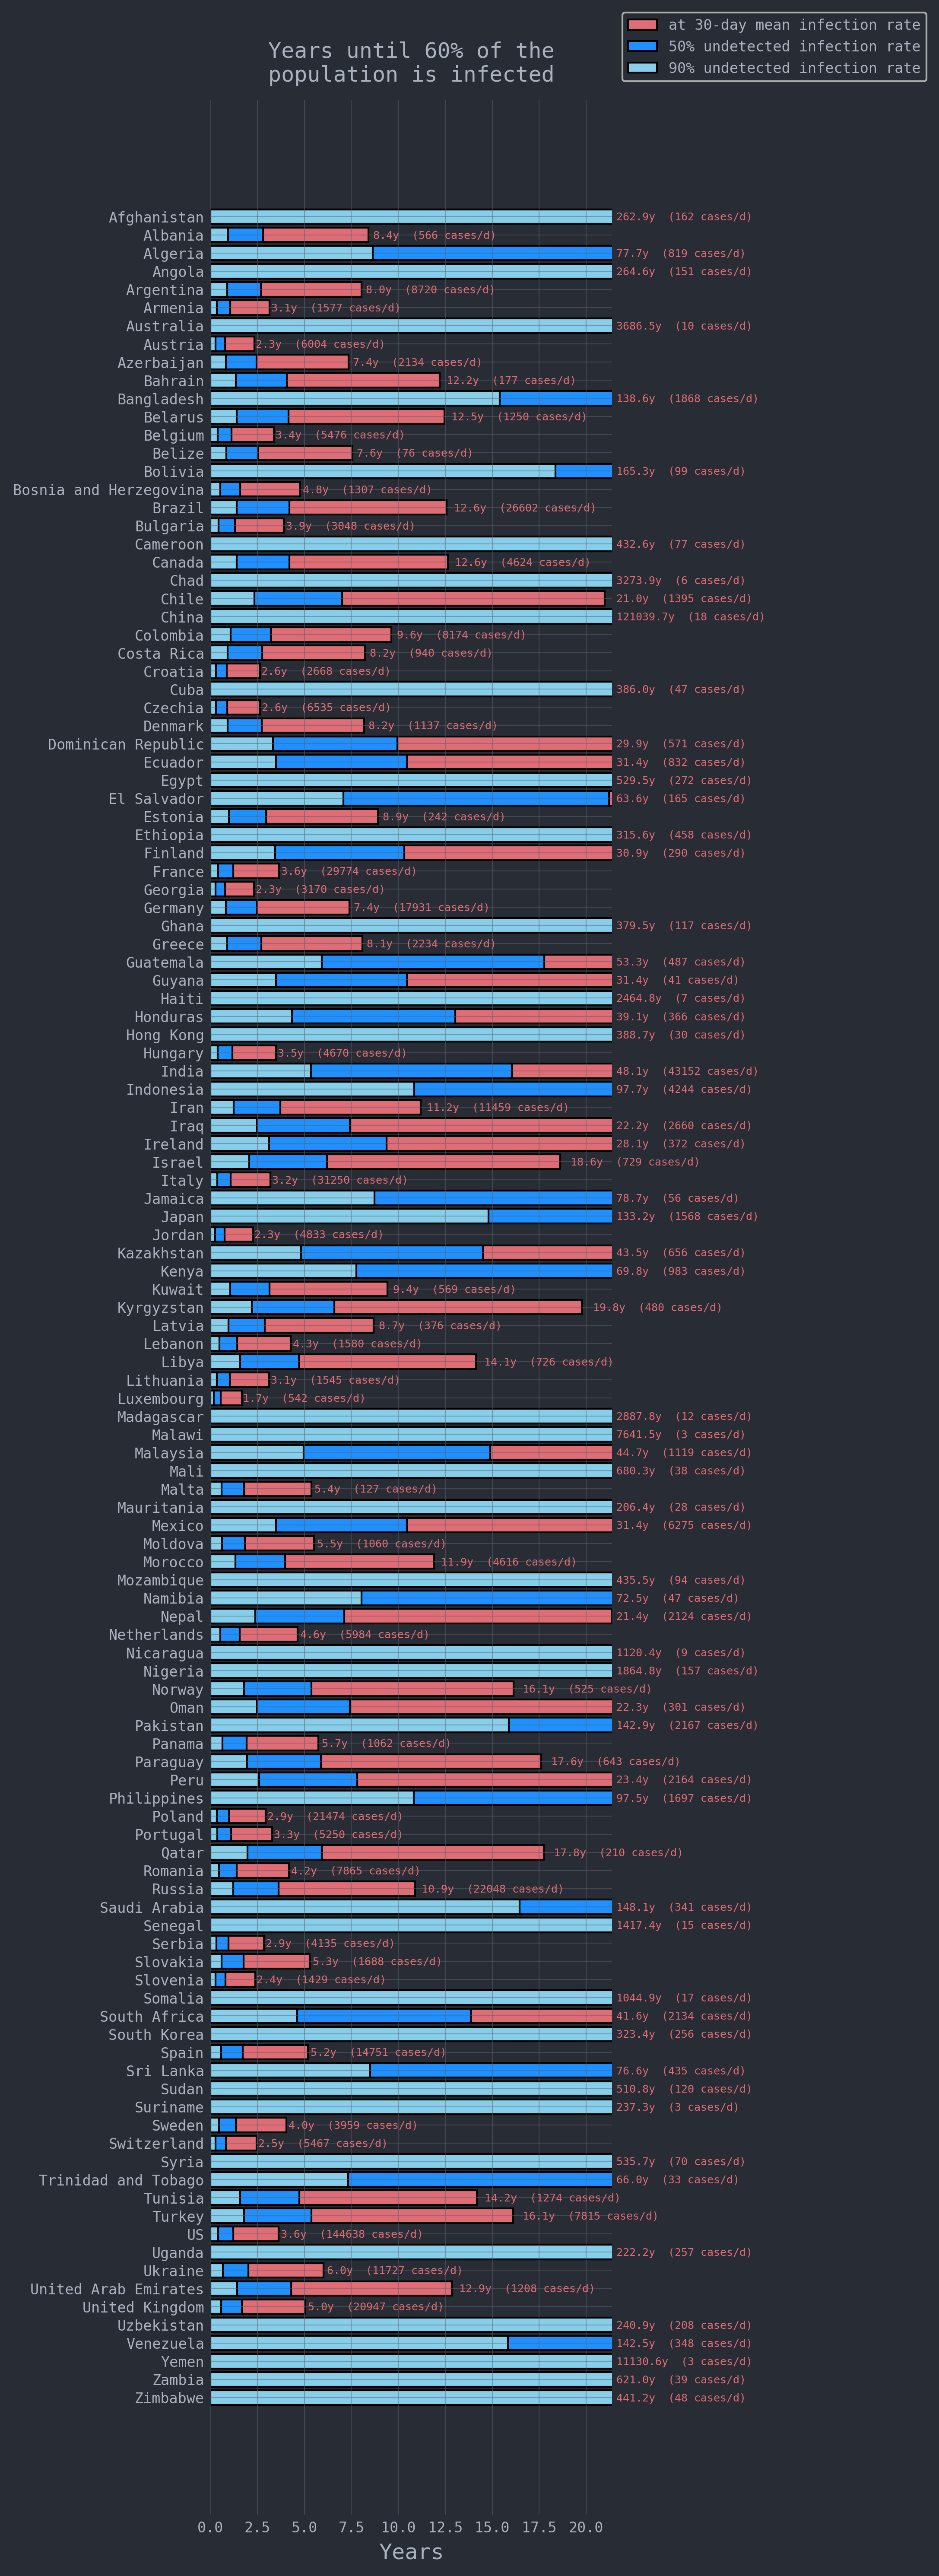 Years until 60% of the
population is infected
at 30-day mean infection rate
50% undetected infection rate
90% undetected infection rate
Afghanistan 262.9y (162 cases/d)
Albania 8.4y (566 cases/d)
Algeria 77.7y (819 cases/d)
Angola 264.6y (151 cases/d)
Argentina 8.0y (8720 cases/d)
Armenia 3.1y (1577 cases/d)
Australia 3686.5y (10 cases/d)
Austria 2.3y (6004 cases/d)
Azerbaijan 7.4y (2134 cases/d)
Bahrain 12.2y (177 cases/d)
Bangladesh 138.6y (1868 cases/d)
Belarus 12.5y (1250 cases/d)
Belgium 3.4y (5476 cases/d)
Belize 7.6y (76 cases/d)
Bolivia 165.3y (99 cases/d)
Bosnia and Herzegovina 4.8y (1307 cases/d)
Brazil 12.6y (26602 cases/d)
Bulgaria 3.9y (3048 cases/d)
Cameroon 432.6y (77 cases/d)
Canada 12.6y (4624 cases/d)
Chad 3273.9y (6 cases/d)
Chile 21.0y (1395 cases/d)
China 121039.7y (18 cases/d)
Colombia 9.6y (8174 cases/d)
Costa Rica 8.2y (940 cases/d)
Croatia 2.6y (2668 cases/d)
Cuba 386.0y (47 cases/d)
Czechia 2.6y (6535 cases/d)
Denmark 8.2y (1137 cases/d)
Dominican Republic 29.9y (571 cases/d)
Ecuador 31.4y (832 cases/d)
Egypt 529.5y (272 cases/d)
El Salvador 63.6y (165 cases/d)
Estonia 8.9y (242 cases/d)
Ethiopia 315.6y (458 cases/d)
Finland 30.9y (290 cases/d)
France 3.6y (29774 cases/d)
Georgia 2.3y (3170 cases/d)
Germany 7.4y (17931 cases/d)
Ghana 379.5y (117 cases/d)
Greece 8.1y (2234 cases/d)
Guatemala 53.3y (487 cases/d)
Guyana 31.4y (41 cases/d)
Haiti 2464.8y (7 cases/d)
Honduras 39.1y (366 cases/d)
Hong Kong 388.7y (30 cases/d)
Hungary 3.5y (4670 cases/d)
India 48.1y (43152 cases/d)
Indonesia 97.7y (4244 cases/d)
Iran 11.2y (11459 cases/d)
Iraq 22.2y (2660 cases/d)
Ireland 28.1y (372 cases/d)
Israel 18.6y (729 cases/d)
Italy 3.2y (31250 cases/d)
Jamaica 78.7y (56 cases/d)
Japan 133.2y (1568 cases/d)
Jordan 2.3y (4833 cases/d)
Kazakhstan 43.5y (656 cases/d)
Kenya 69.8y (983 cases/d)
Kuwait 9.4y (569 cases/d)
Kyrgyzstan 19.8y (480 cases/d)
Latvia 8.7y (376 cases/d)
Lebanon 4.3y (1580 cases/d)
Libya 14.1y (726 cases/d)
Lithuania 3.1y (1545 cases/d)
Luxembourg 1.7y (542 cases/d)
Madagascar 2887.8y (12 cases/d)
Malawi 7641.5y (3 cases/d)
Malaysia 44.7y (1119 cases/d)
Mali 680.3y (38 cases/d)
Malta 5.4y (127 cases/d)
Mauritania 206.4y (28 cases/d)
Mexico 31.4y (6275 cases/d)
Moldova 5.5y (1060 cases/d)
Morocco 11.9y (4616 cases/d)
Mozambique 435.5y (94 cases/d)
Namibia 72.5y (47 cases/d)
Nepal 21.4y (2124 cases/d)
Netherlands 4.6y (5984 cases/d)
Nicaragua 1120.4y (9 cases/d)
Nigeria 1864.8y (157 cases/d)
Norway 16.1y (525 cases/d)
Oman 22.3y (301 cases/d)
Pakistan 142.9y (2167 cases/d)
Panama 5.7y (1062 cases/d)
Paraguay 17.6y (643 cases/d)
Peru 23.4y (2164 cases/d)
Philippines 97.5y (1697 cases/d)
Poland 2.9y (21474 cases/d)
Portugal 3.3y (5250 cases/d)
Qatar 17.8y (210 cases/d)
Romania 4.2y (7865 cases/d)
Russia 10.9y (22048 cases/d)
Saudi Arabia 148.1y (341 cases/d)
Senegal 1417.4y (15 cases/d)
Serbia 2.9y (4135 cases/d)
Slovakia 5.3y (1688 cases/d)
Slovenia 2.4y (1429 cases/d)
Somalia 1044.9y (17 cases/d)
South Africa 41.6y (2134 cases/d)
South Korea 323.4y (256 cases/d)
Spain 5.2y (14751 cases/d)
Sri Lanka 76.6y (435 cases/d)
Sudan 510.8y (120 cases/d)
Suriname 237.3y (3 cases/d)
Sweden 4.0y (3959 cases/d)
Switzerland 2.5y (5467 cases/d)
Syria 535.7y (70 cases/d)
Trinidad and Tobago 66.0y (33 cases/d)
Tunisia 14.2y (1274 cases/d)
Turkey 16.1y (7815 cases/d)
US 3.6y (144638 cases/d)
Uganda 222.2y (257 cases/d)
Ukraine 6.0y (11727 cases/d)
United Arab Emirates 12.9y (1208 cases/d)
United Kingdom 5.0y (20947 cases/d)
Uzbekistan 240.9y (208 cases/d)
Venezuela 142.5y (348 cases/d)
Yemen 11130.6y (3 cases/d)
Zambia 621.0y (39 cases/d)
Zimbabwe 441.2y (48 cases/d)
0.0 2.5 5.0 7.5 10.0 12.5 15.0 17.5 20.0
Years